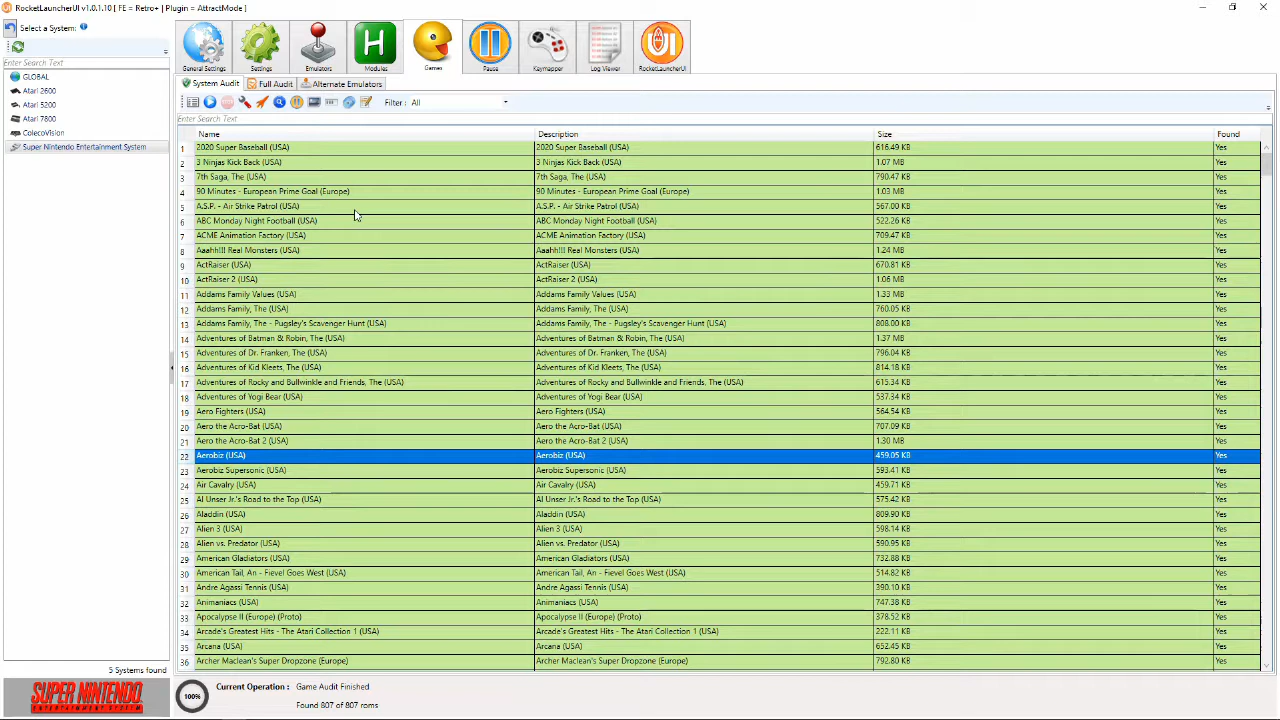 RocketLauncherUI v1.0.1.10 [ FE = Retro+ | Plugin = AttractMode ]
Select a System:
Enter Search Text
GLOBAL
Atari 2600
Atari 5200
Atari 7800
ColecoVision
Super Nintendo Entertainment System
5 Systems found
SUPER NINTENDO
ENTERTAINMENT SYSTEM
General Settings Settings Emulators Modules Games Pause Keymapper Log Viewer RocketLauncherUI
System Audit Full Audit Alternate Emulators
Filter : All
Enter Search Text
Name Description Size Found
1 2020 Super Baseball (USA) 2020 Super Baseball (USA) 616.49 KB Yes
2 3 Ninjas Kick Back (USA) 3 Ninjas Kick Back (USA) 1.07 MB Yes
3 7th Saga, The (USA) 7th Saga, The (USA) 790.47 KB Yes
4 90 Minutes - European Prime Goal (Europe) 90 Minutes - European Prime Goal (Europe) 1.03 MB Yes
5 A.S.P. - Air Strike Patrol (USA) A.S.P. - Air Strike Patrol (USA) 567.00 KB Yes
6 ABC Monday Night Football (USA) ABC Monday Night Football (USA) 522.26 KB Yes
7 ACME Animation Factory (USA) ACME Animation Factory (USA) 709.47 KB Yes
8 Aaahh!!! Real Monsters (USA) Aaahh!!! Real Monsters (USA) 1.24 MB Yes
9 ActRaiser (USA) ActRaiser (USA) 670.81 KB Yes
10 ActRaiser 2 (USA) ActRaiser 2 (USA) 1.06 MB Yes
11 Addams Family Values (USA) Addams Family Values (USA) 1.33 MB Yes
12 Addams Family, The (USA) Addams Family, The (USA) 760.05 KB Yes
13 Addams Family, The - Pugsley's Scavenger Hunt (USA) Addams Family, The - Pugsley's Scavenger Hunt (USA) 808.00 KB Yes
14 Adventures of Batman & Robin, The (USA) Adventures of Batman & Robin, The (USA) 1.37 MB Yes
15 Adventures of Dr. Franken, The (USA) Adventures of Dr. Franken, The (USA) 796.04 KB Yes
16 Adventures of Kid Kleets, The (USA) Adventures of Kid Kleets, The (USA) 814.18 KB Yes
17 Adventures of Rocky and Bullwinkle and Friends, The (USA) Adventures of Rocky and Bullwinkle and Friends, The (USA) 615.34 KB Yes
18 Adventures of Yogi Bear (USA) Adventures of Yogi Bear (USA) 537.34 KB Yes
19 Aero Fighters (USA) Aero Fighters (USA) 564.54 KB Yes
20 Aero the Acro-Bat (USA) Aero the Acro-Bat (USA) 707.09 KB Yes
21 Aero the Acro-Bat 2 (USA) Aero the Acro-Bat 2 (USA) 1.30 MB Yes
22 Aerobiz (USA) Aerobiz (USA) 459.05 KB Yes
23 Aerobiz Supersonic (USA) Aerobiz Supersonic (USA) 593.41 KB Yes
24 Air Cavalry (USA) Air Cavalry (USA) 459.71 KB Yes
25 Al Unser Jr.'s Road to the Top (USA) Al Unser Jr.'s Road to the Top (USA) 575.42 KB Yes
26 Aladdin (USA) Aladdin (USA) 809.90 KB Yes
27 Alien 3 (USA) Alien 3 (USA) 598.14 KB Yes
28 Alien vs. Predator (USA) Alien vs. Predator (USA) 590.95 KB Yes
29 American Gladiators (USA) American Gladiators (USA) 732.88 KB Yes
30 American Tail, An - Fievel Goes West (USA) American Tail, An - Fievel Goes West (USA) 514.82 KB Yes
31 Andre Agassi Tennis (USA) Andre Agassi Tennis (USA) 390.10 KB Yes
32 Animaniacs (USA) Animaniacs (USA) 747.38 KB Yes
33 Apocalypse II (Europe) (Proto) Apocalypse II (Europe) (Proto) 378.52 KB Yes
34 Arcade's Greatest Hits - The Atari Collection 1 (USA) Arcade's Greatest Hits - The Atari Collection 1 (USA) 222.11 KB Yes
35 Arcana (USA) Arcana (USA) 652.45 KB Yes
36 Archer Maclean's Super Dropzone (Europe) Archer Maclean's Super Dropzone (Europe) 792.80 KB Yes
100%
Current Operation : Game Audit Finished
Found 807 of 807 roms